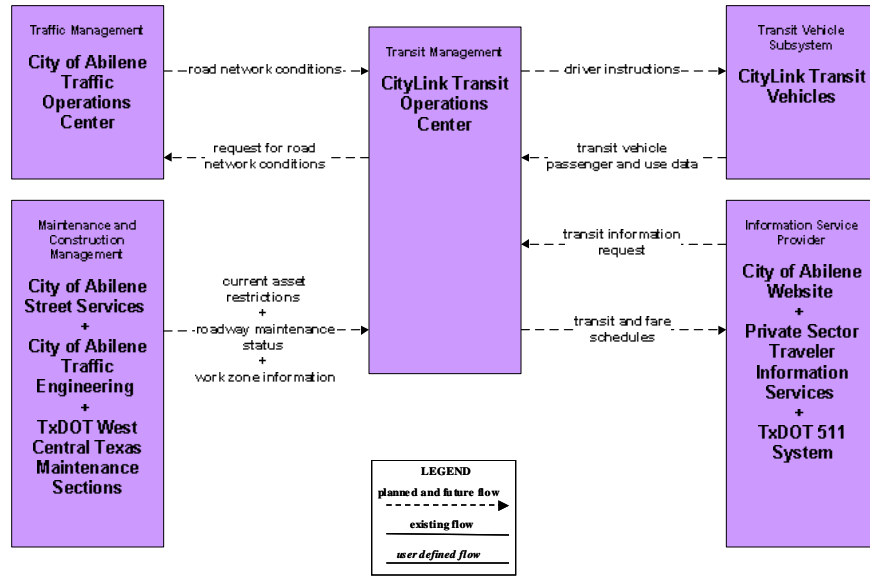 Traffic Management
City of Abilene
Traffic
Operations
Center
road network conditions
request for road
network conditions
Transit Management
CityLink Transit
Operations
Center
driver instructions
transit vehicle
passenger and use data
Transit Vehicle
Subsystem
CityLink Transit
Vehicles
Maintenance and
Construction
Management
City of Abilene
Street Services
+
City of Abilene
Traffic
Engineering
+
TxDOT West
Central Texas
Maintenance
Sections
current asset
restrictions
+
roadway maintenance
status
+
work zone information
transit information
request
transit and fare
schedules
Information Service
Provider
City of Abilene
Website
+
Private Sector
Traveler
Information
Services
+
TxDOT 511
System
LEGEND
planned and future flow
existing flow
user defined flow